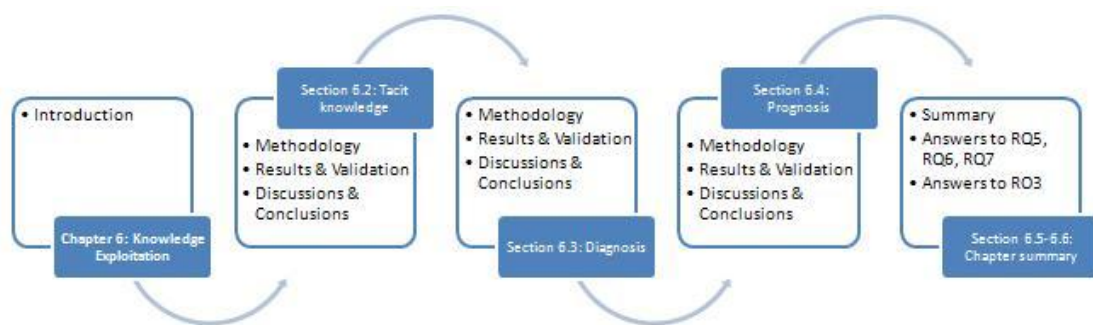 • Introduction
Chapter 6: Knowledge
Exploitation
Section 6.2: Tacit
knowledge
• Methodology
• Results & Validation
• Discussions &
Conclusions
• Methodology
• Results & Validation
• Discussions &
Conclusions
Section 6.3: Diagnosis
Section 6.4:
Prognosis
• Methodology
• Results & Validation
• Discussions &
Conclusions
• Summary
• Answers to RQ5,
RQ6, RQ7
• Answers to RO3
Section 6.5-6.6:
Chapter summary